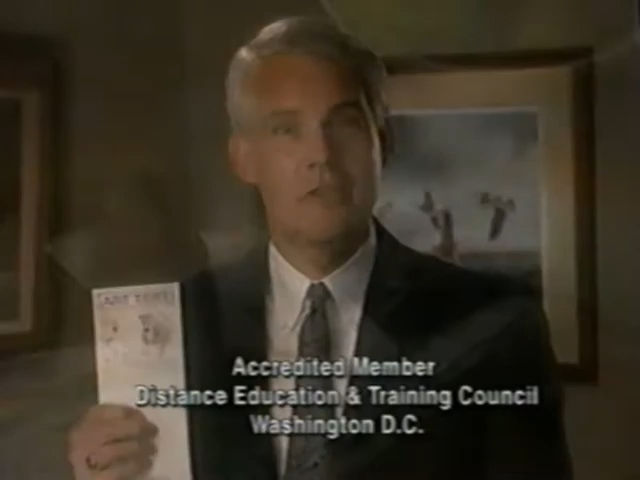 Accredited Member
Distance Education & Training Council
Washington D.C.